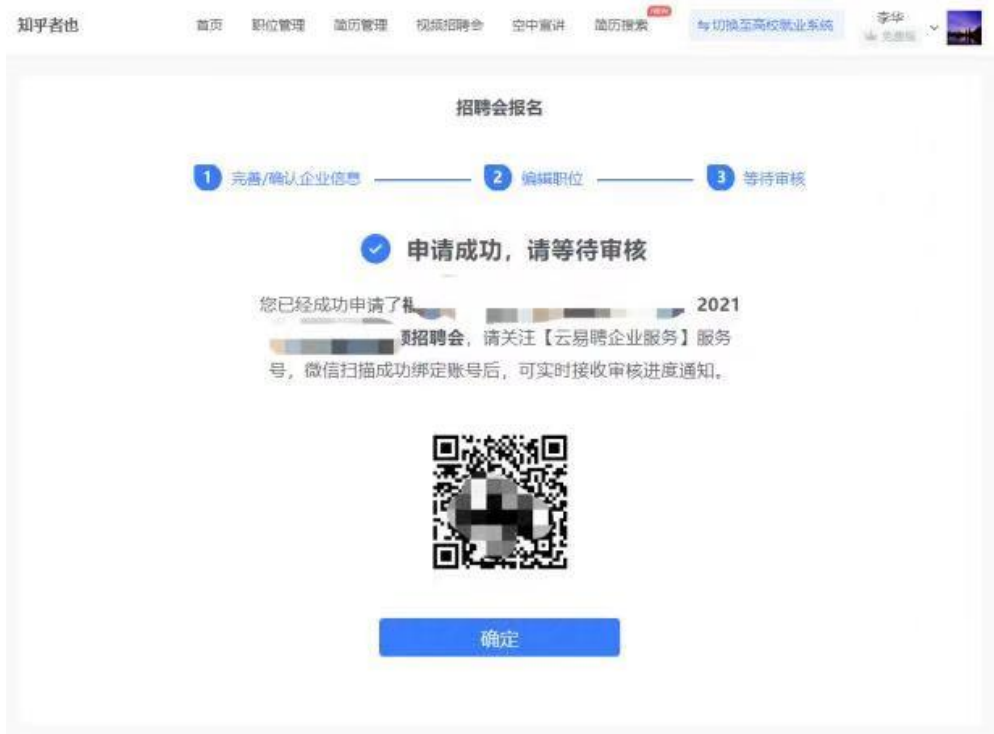 知乎者也
首页 职位管理 简历管理 视频招聘会 空中宣讲 简历搜索 NEW 切换至高校就业系统 李华
免费版
招聘会报名
1 完善/确认企业信息 2 编辑职位 3 等待审核
申请成功，请等待审核
您已经成功申请了 2021
招聘会，请关注【云易聘企业服务】服务
号，微信扫描成功绑定账号后，可实时接收审核进度通知。
确定